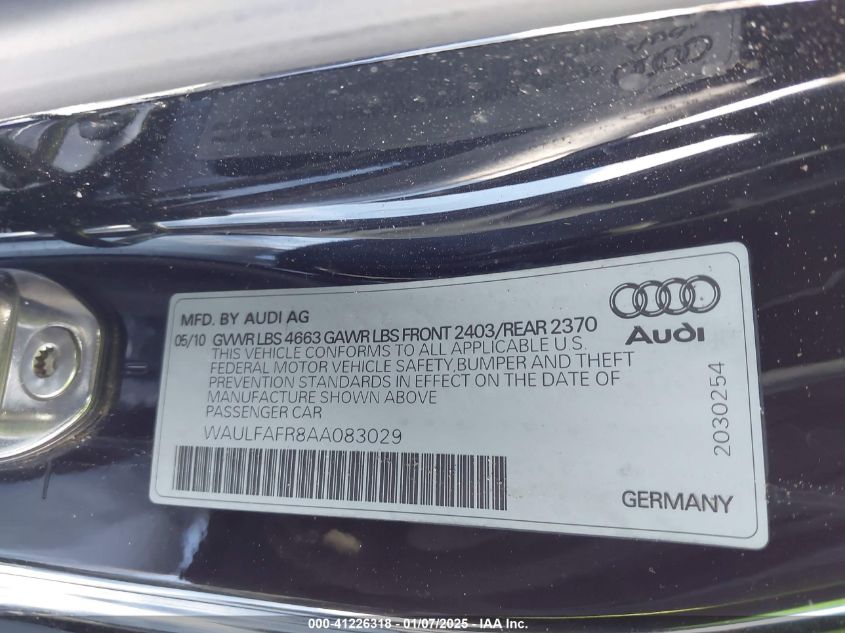 MFD. BY AUDI AG
05/10 GVWR LBS 4663 GAWR LBS FRONT 2403/REAR 2370
THIS VEHICLE CONFORMS TO ALL APPLICABLE U.S.
FEDERAL MOTOR VEHICLE SAFETY, BUMPER AND THEFT
PREVENTION STANDARDS IN EFFECT ON THE DATE OF
MANUFACTURE SHOWN ABOVE
PASSENGER CAR
WAULFAFR8AA083029
Audi
2030254
GERMANY
000-41226318 - 01/07/2025 - IAA Inc.